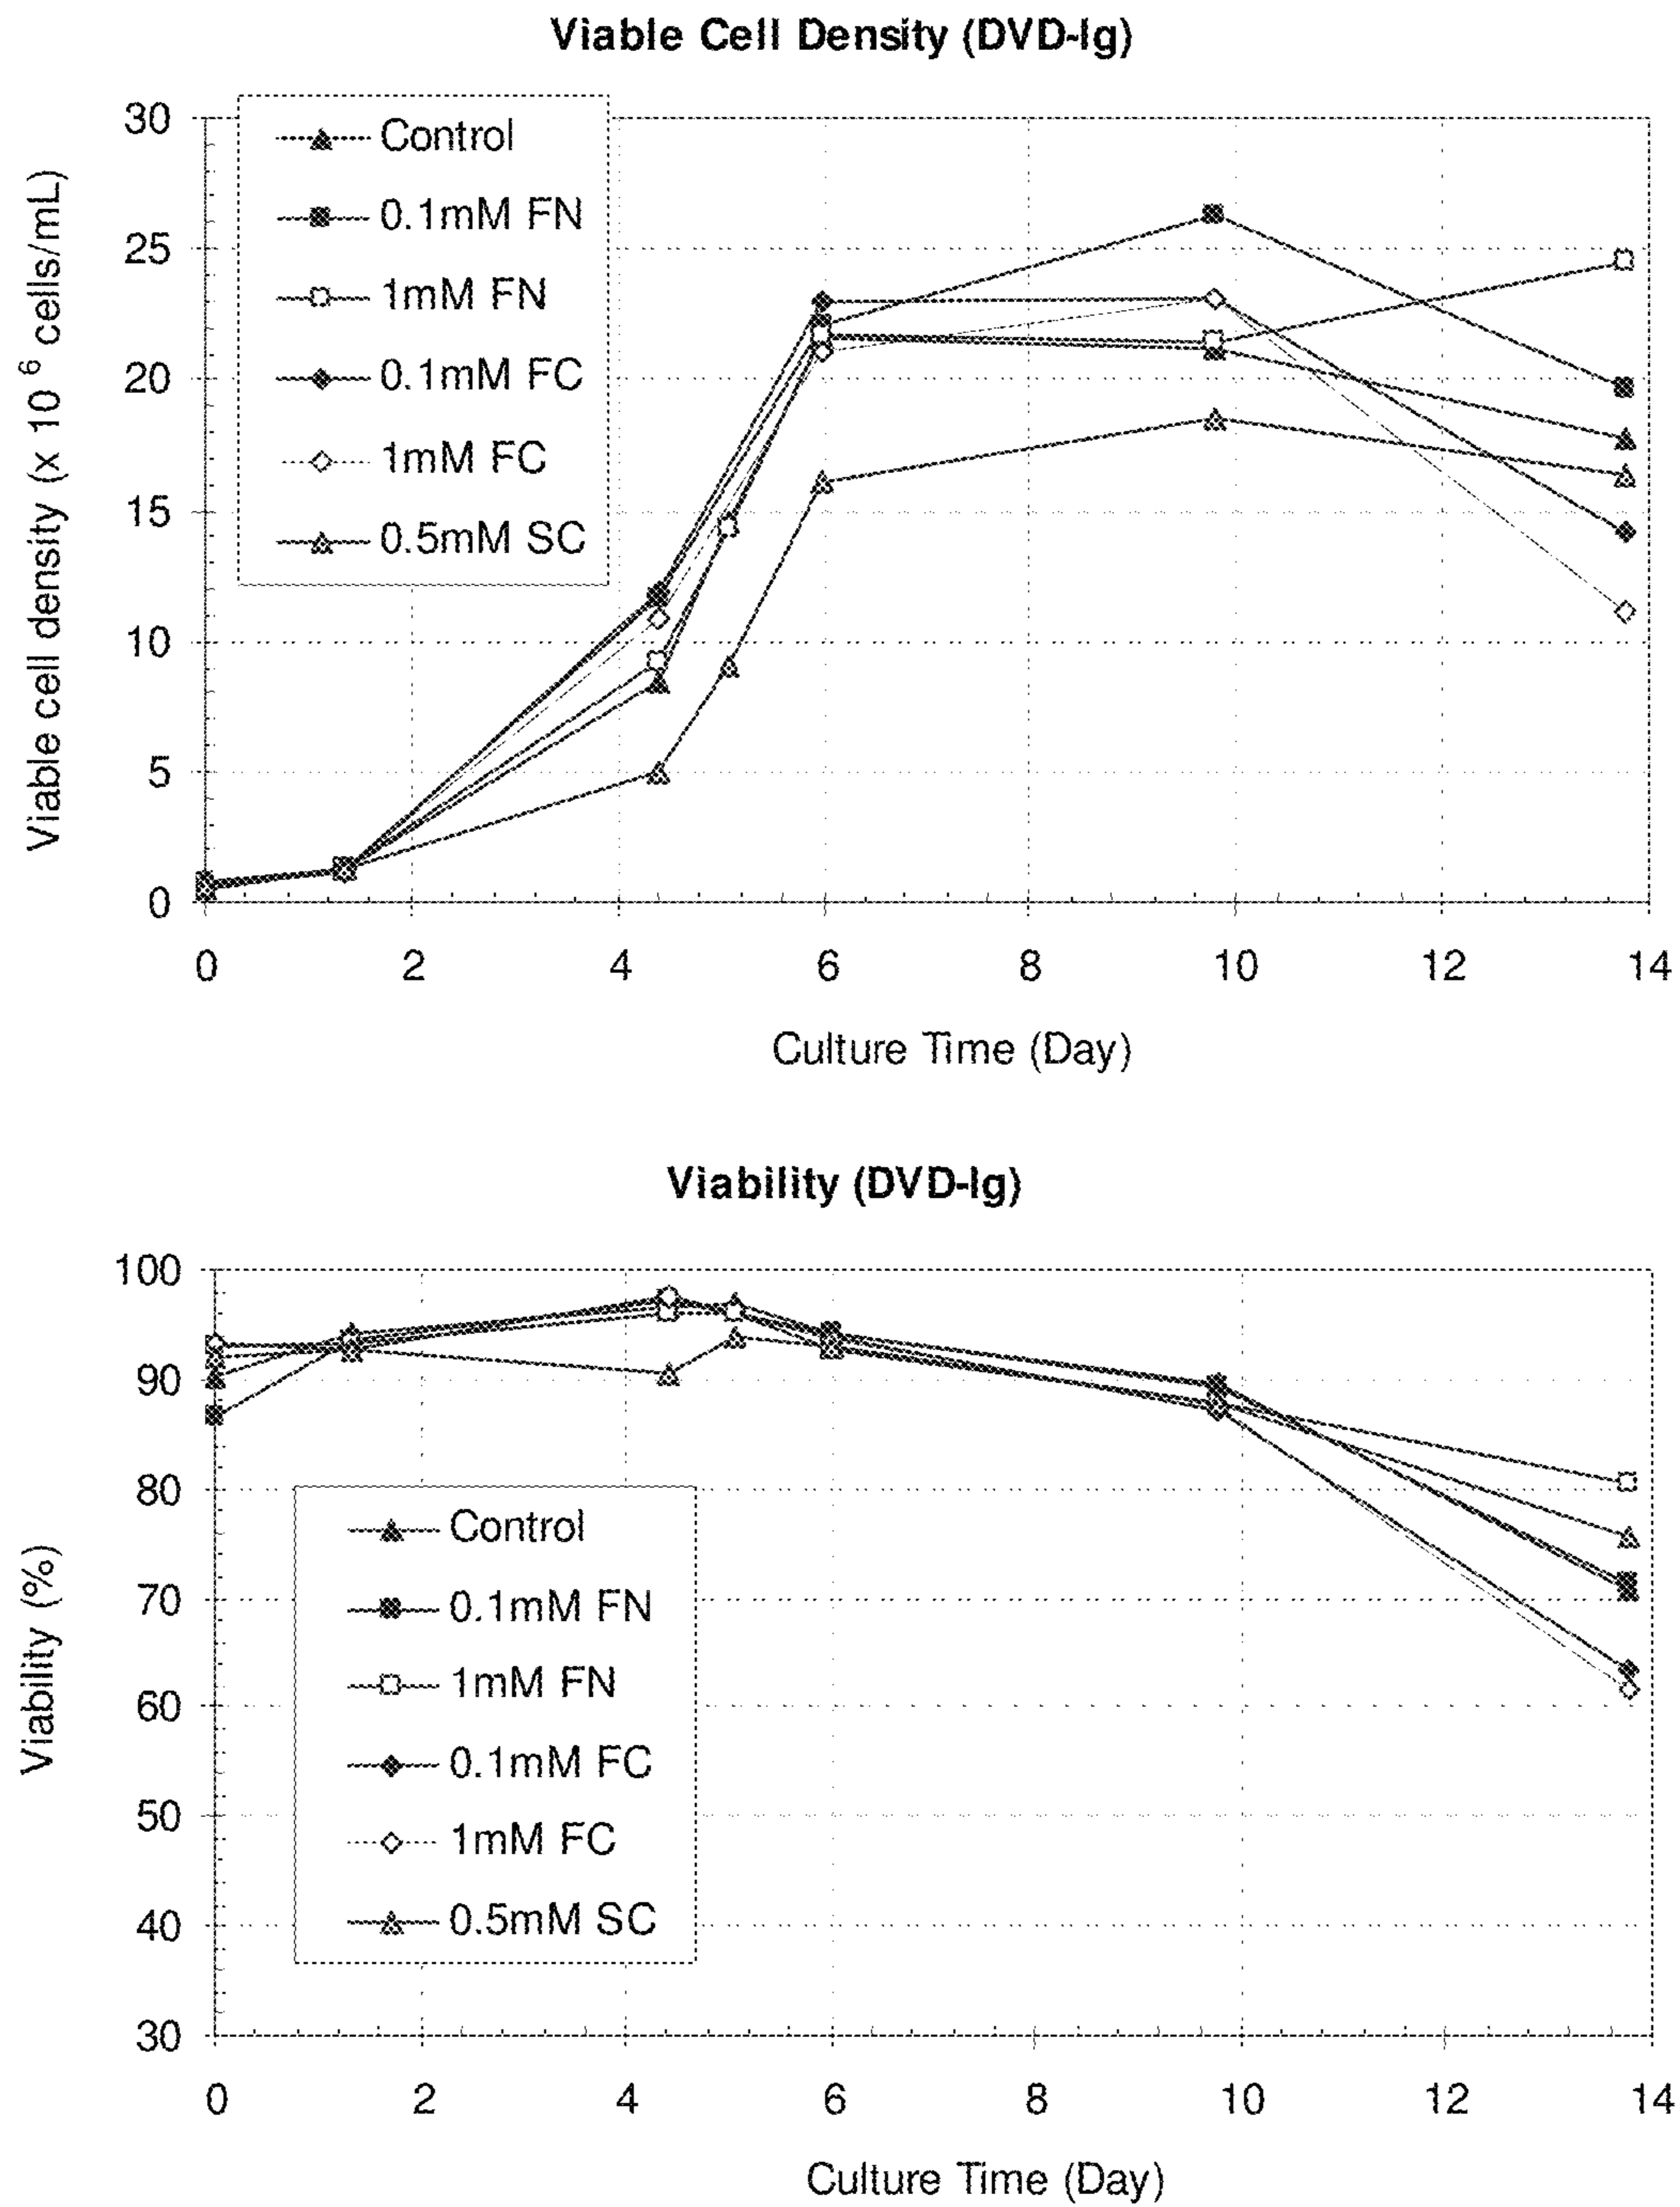 Viable Cell Density (DVD-Ig)
Viable cell density (x 10 6 cells/mL)
30
25
20
15
10
5
0
Control
0.1mM FN
1mM FN
0.1mM FC
1mM FC
0.5mM SC
0 2 4 6 8 10 12 14
Culture Time (Day)
Viability (DVD-Ig)
Viability (%)
100
90
80
70
60
50
40
30
Control
0.1mM FN
1mM FN
0.1mM FC
1mM FC
0.5mM SC
0 2 4 6 8 10 12 14
Culture Time (Day)